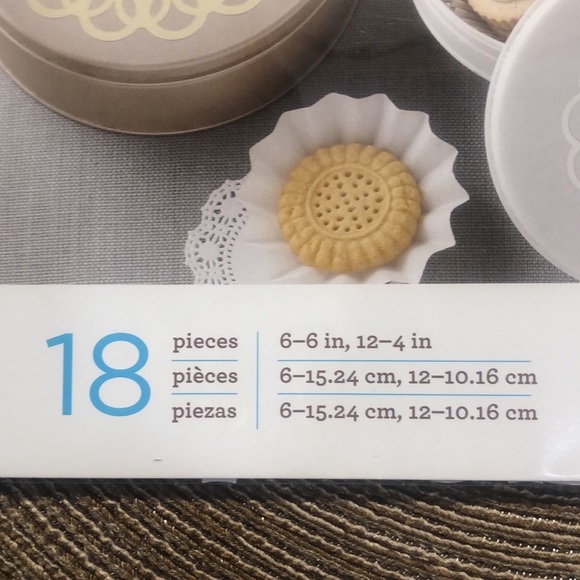 18
pieces 6–6 in, 12–4 in
pièces 6–15.24 cm, 12–10.16 cm
piezas 6–15.24 cm, 12–10.16 cm